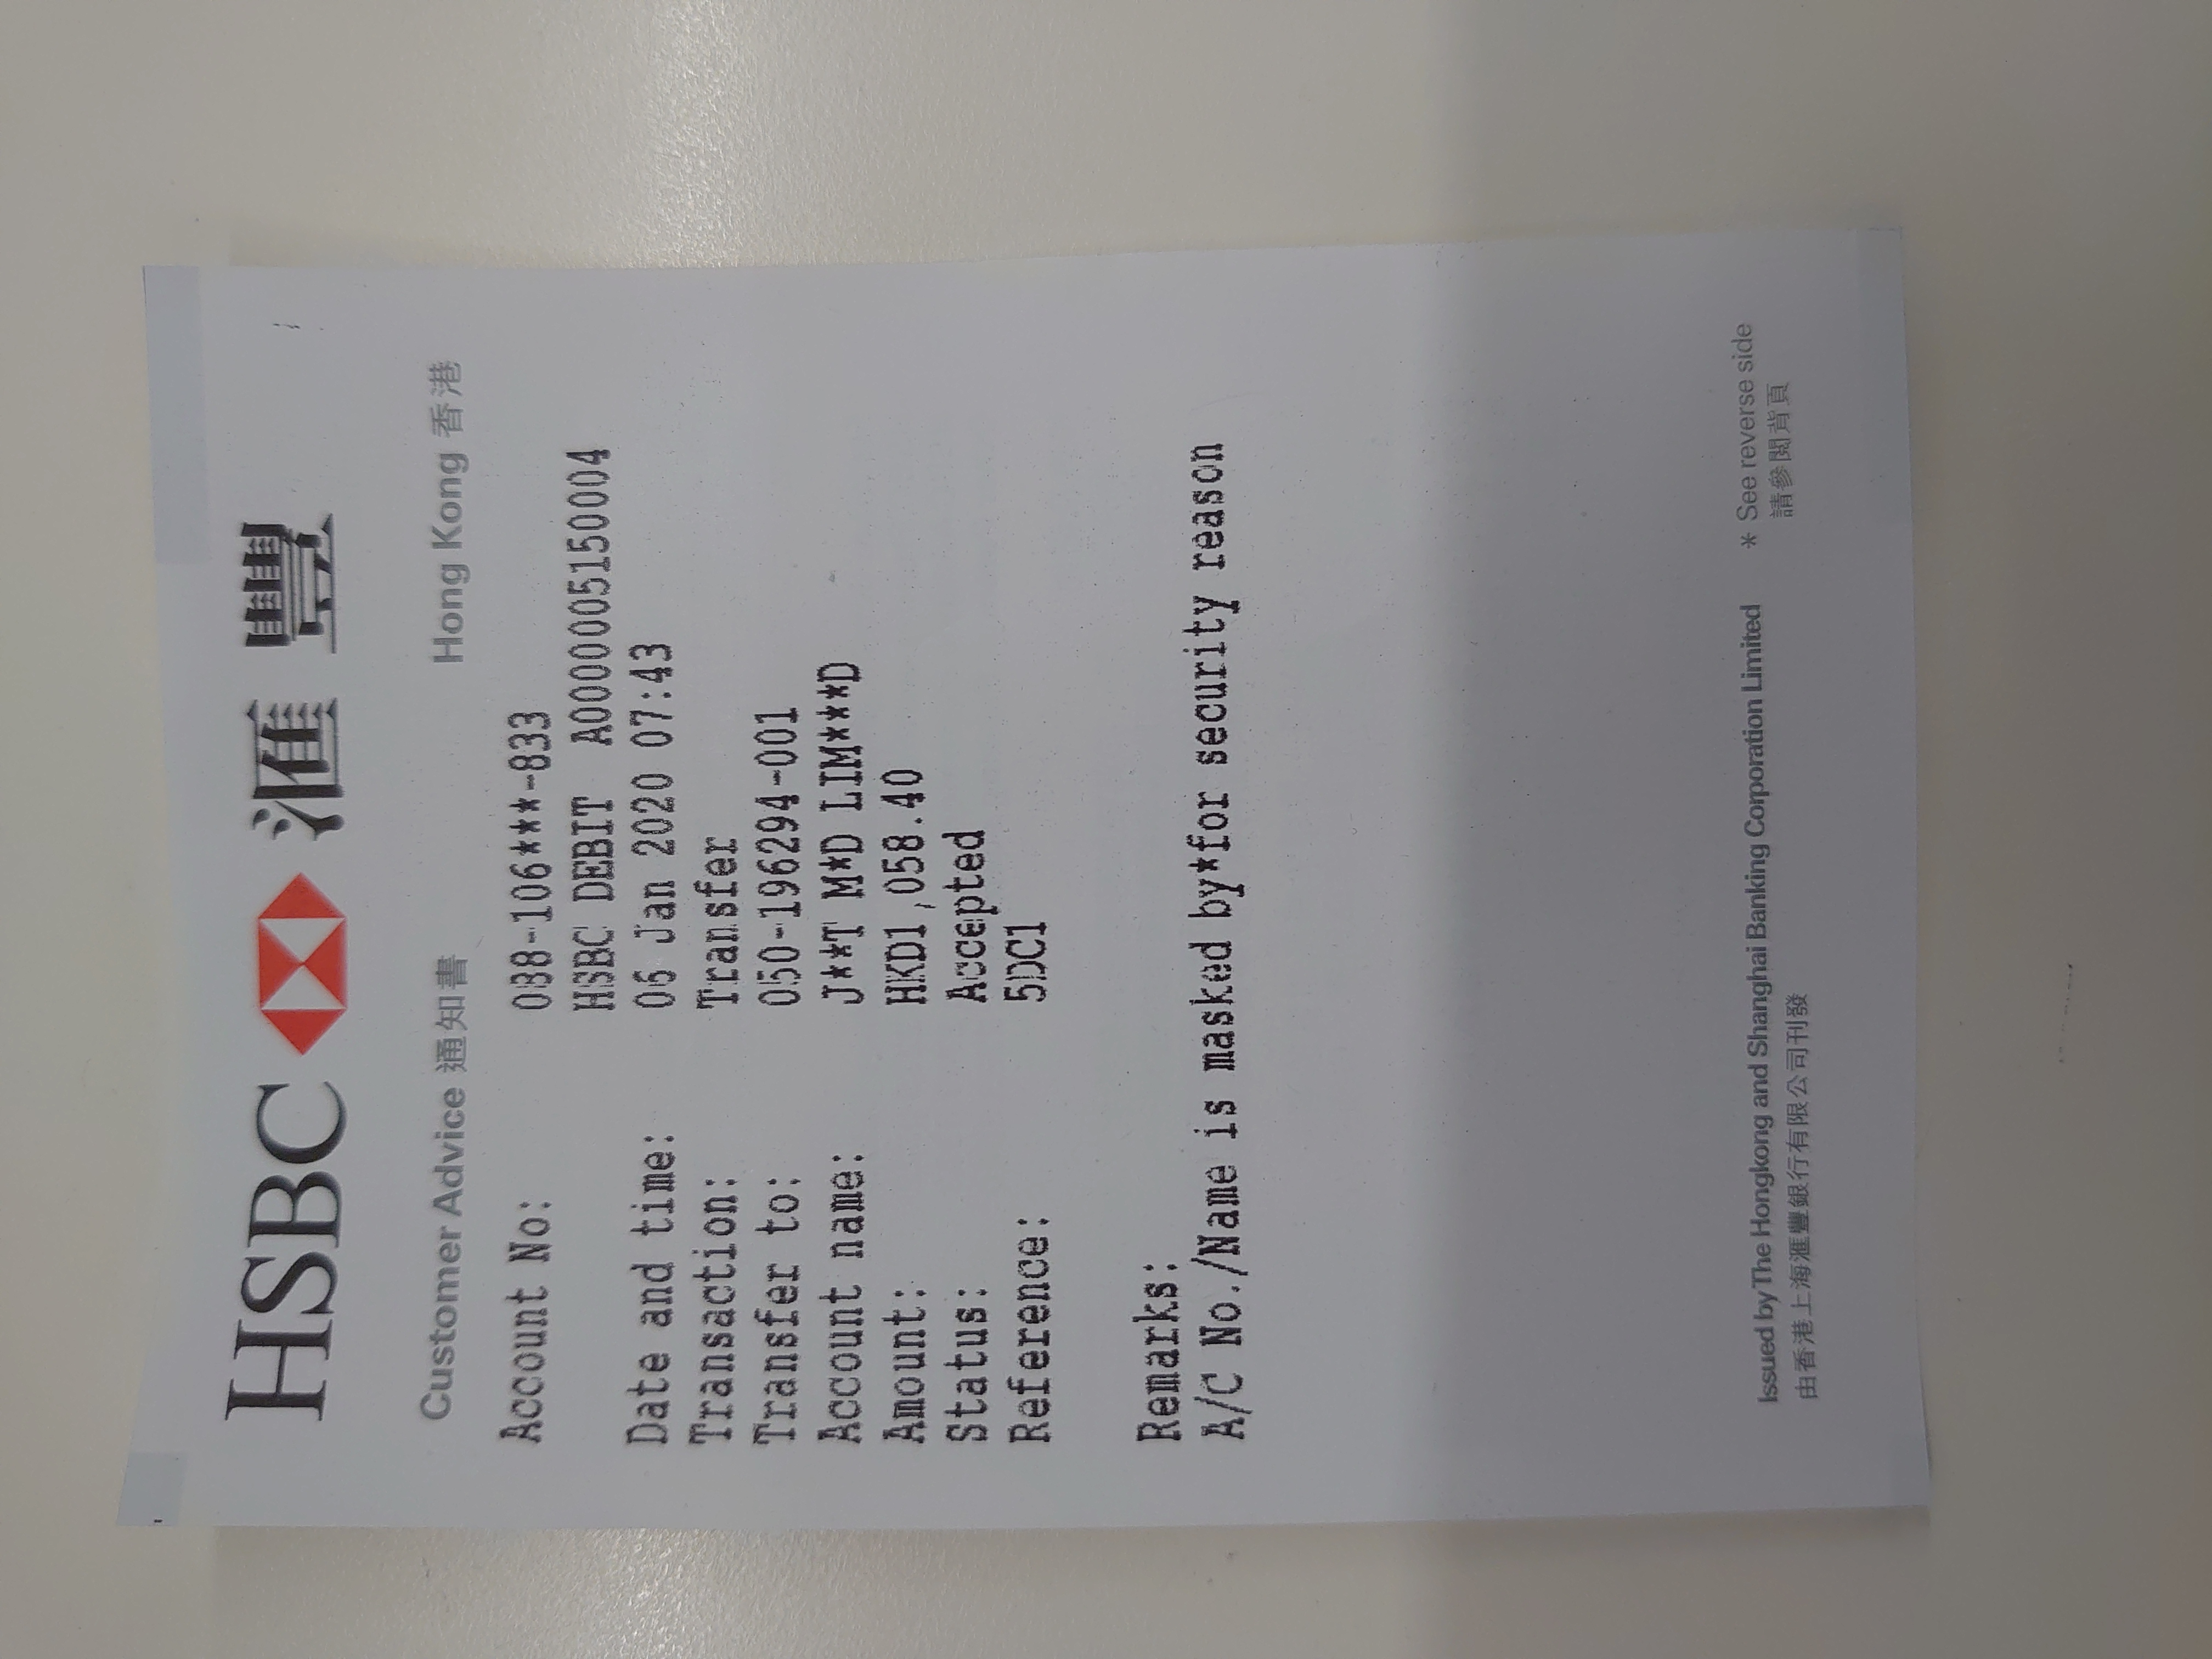 HSBC 滙豐
Customer Advice 通知書 Hong Kong 香港
Account No: 038-106***-833
HSBC DEBIT A0000005150004
Date and time: 06 Jan 2020 07:43
Transaction: Transfer
Transfer to: 050-196294-001
Account name: J**T M*D LIM***D
Amount: HKD1,058.40
Status: Accepted
Reference: 5DC1
Remarks:
A/C No./Name is masked by*for security reason
Issued by The Hongkong and Shanghai Banking Corporation Limited * See reverse side
由香港上海滙豐銀行有限公司刊發 請參閱背頁